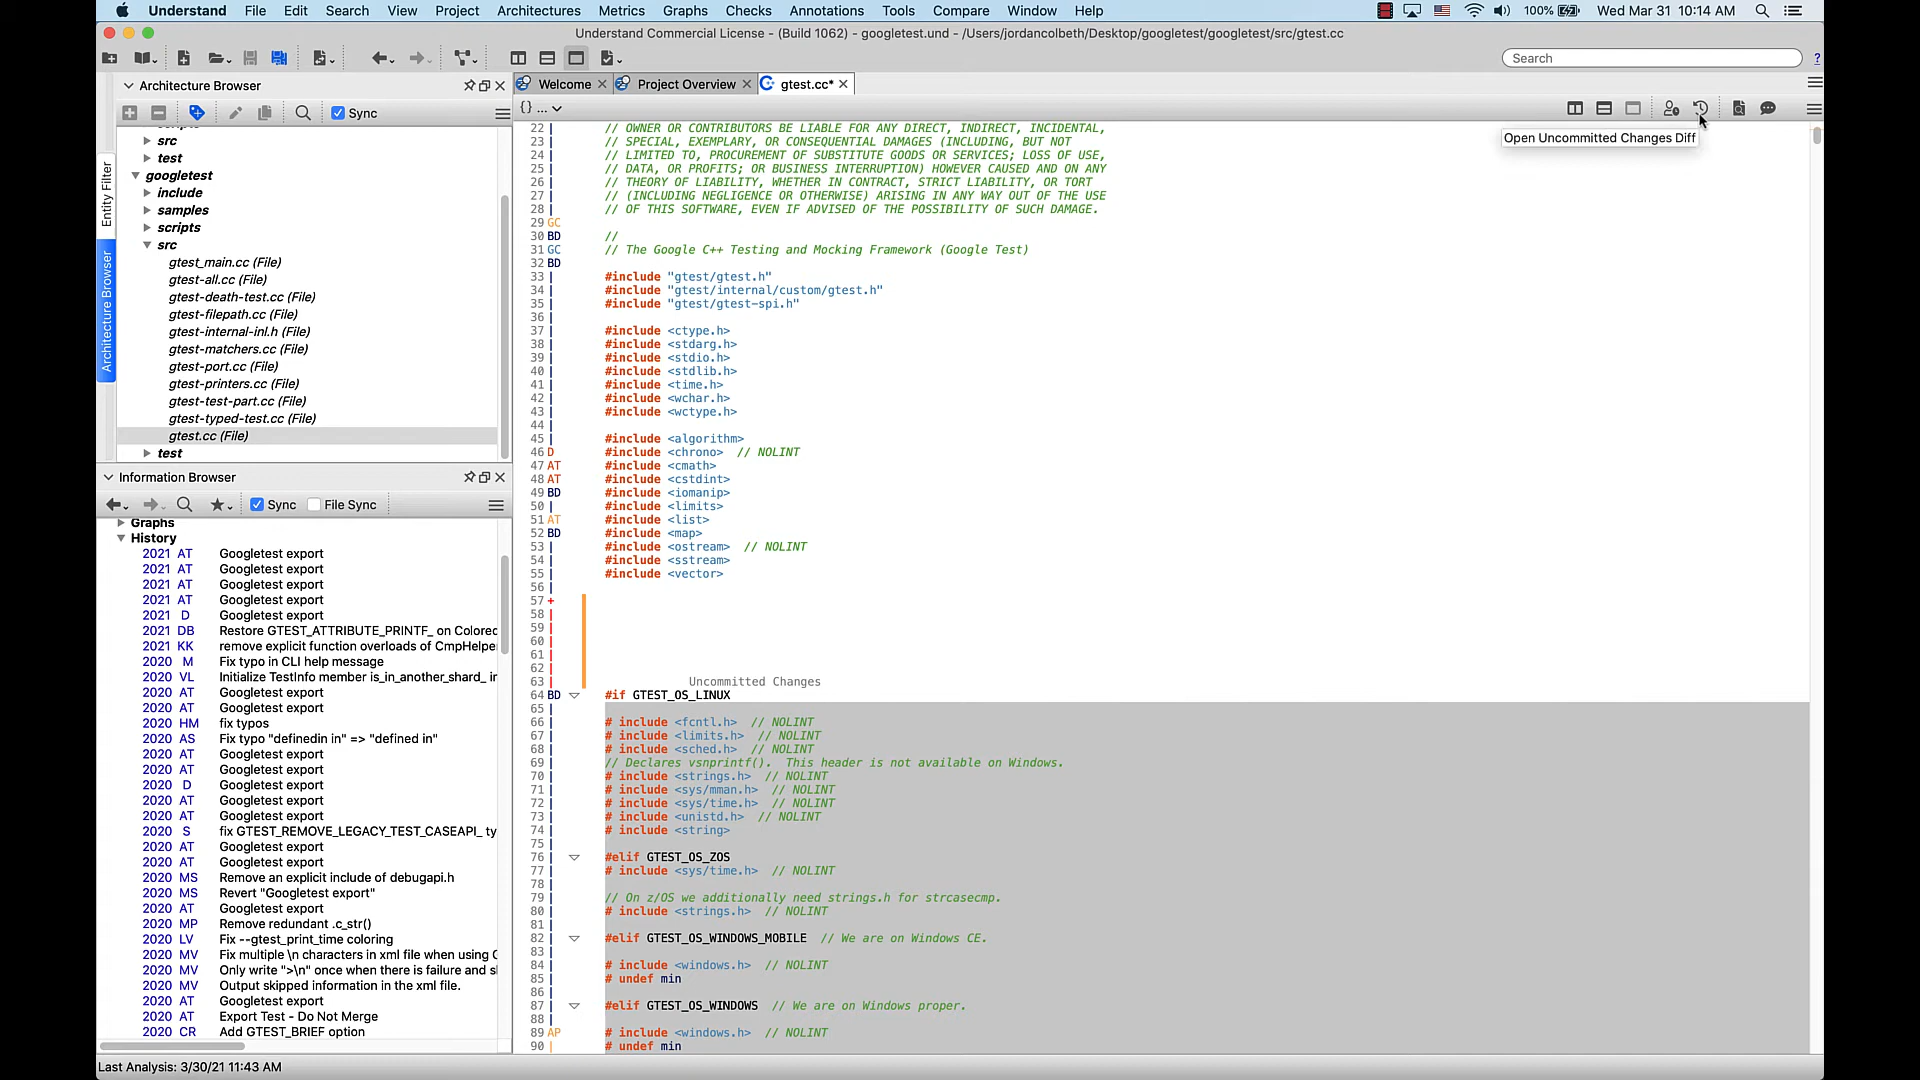 Understand File Edit Search View Project Architectures Metrics Graphs Checks Annotations Tools Compare Window Help 100% Wed Mar 31 10:14 AM
Understand Commercial License - (Build 1062) - googletest.und - /Users/jordancolbeth/Desktop/googletest/googletest/src/gtest.cc
Search ?
Architecture Browser
Sync
Entity Filter
Architecture Browser
src
test
googletest
include
samples
scripts
src
gtest_main.cc (File)
gtest-all.cc (File)
gtest-death-test.cc (File)
gtest-filepath.cc (File)
gtest-internal-inl.h (File)
gtest-matchers.cc (File)
gtest-port.cc (File)
gtest-printers.cc (File)
gtest-test-part.cc (File)
gtest-typed-test.cc (File)
gtest.cc (File)
test
Information Browser
Sync File Sync
Graphs
History
2021 AT Googletest export
2021 AT Googletest export
2021 AT Googletest export
2021 AT Googletest export
2021 D Googletest export
2021 DB Restore GTEST_ATTRIBUTE_PRINTF_ on Colored
2021 KK remove explicit function overloads of CmpHelpe
2020 M Fix typo in CLI help message
2020 VL Initialize TestInfo member is_in_another_shard_ in
2020 AT Googletest export
2020 AT Googletest export
2020 HM fix typos
2020 AS Fix typo "definedin in" => "defined in"
2020 AT Googletest export
2020 AT Googletest export
2020 D Googletest export
2020 AT Googletest export
2020 AT Googletest export
2020 S fix GTEST_REMOVE_LEGACY_TEST_CASEAPI_ ty
2020 AT Googletest export
2020 AT Googletest export
2020 MS Remove an explicit include of debugapi.h
2020 MS Revert "Googletest export"
2020 AT Googletest export
2020 MP Remove redundant .c_str()
2020 LV Fix --gtest_print_time coloring
2020 MV Fix multiple \n characters in xml file when using C
2020 MV Only write ">\n" once when there is failure and sl
2020 MV Output skipped information in the xml file.
2020 AT Googletest export
2020 AT Export Test - Do Not Merge
2020 CR Add GTEST_BRIEF option
Last Analysis: 3/30/21 11:43 AM
Welcome Project Overview gtest.cc*
{} ...
Open Uncommitted Changes Diff
22 // OWNER OR CONTRIBUTORS BE LIABLE FOR ANY DIRECT, INDIRECT, INCIDENTAL,
23 // SPECIAL, EXEMPLARY, OR CONSEQUENTIAL DAMAGES (INCLUDING, BUT NOT
24 // LIMITED TO, PROCUREMENT OF SUBSTITUTE GOODS OR SERVICES; LOSS OF USE,
25 // DATA, OR PROFITS; OR BUSINESS INTERRUPTION) HOWEVER CAUSED AND ON ANY
26 // THEORY OF LIABILITY, WHETHER IN CONTRACT, STRICT LIABILITY, OR TORT
27 // (INCLUDING NEGLIGENCE OR OTHERWISE) ARISING IN ANY WAY OUT OF THE USE
28 // OF THIS SOFTWARE, EVEN IF ADVISED OF THE POSSIBILITY OF SUCH DAMAGE.
29 GC
30 BD //
31 GC // The Google C++ Testing and Mocking Framework (Google Test)
32 BD
33 #include "gtest/gtest.h"
34 #include "gtest/internal/custom/gtest.h"
35 #include "gtest/gtest-spi.h"
36
37 #include <ctype.h>
38 #include <stdarg.h>
39 #include <stdio.h>
40 #include <stdlib.h>
41 #include <time.h>
42 #include <wchar.h>
43 #include <wctype.h>
44
45 #include <algorithm>
46 D #include <chrono> // NOLINT
47 AT #include <cmath>
48 AT #include <cstdint>
49 BD #include <iomanip>
50 #include <limits>
51 AT #include <list>
52 BD #include <map>
53 #include <ostream> // NOLINT
54 #include <sstream>
55 #include <vector>
56
57 +
58
59
60
61
62
63 Uncommitted Changes
64 BD #if GTEST_OS_LINUX
65
66 # include <fcntl.h> // NOLINT
67 # include <limits.h> // NOLINT
68 # include <sched.h> // NOLINT
69 // Declares vsnprintf(). This header is not available on Windows.
70 # include <strings.h> // NOLINT
71 # include <sys/mman.h> // NOLINT
72 # include <sys/time.h> // NOLINT
73 # include <unistd.h> // NOLINT
74 # include <string>
75
76 #elif GTEST_OS_ZOS
77 # include <sys/time.h> // NOLINT
78
79 // On z/OS we additionally need strings.h for strcasecmp.
80 # include <strings.h> // NOLINT
81
82 #elif GTEST_OS_WINDOWS_MOBILE // We are on Windows CE.
83
84 # include <windows.h> // NOLINT
85 # undef min
86
87 #elif GTEST_OS_WINDOWS // We are on Windows proper.
88
89 AP # include <windows.h> // NOLINT
90 # undef min